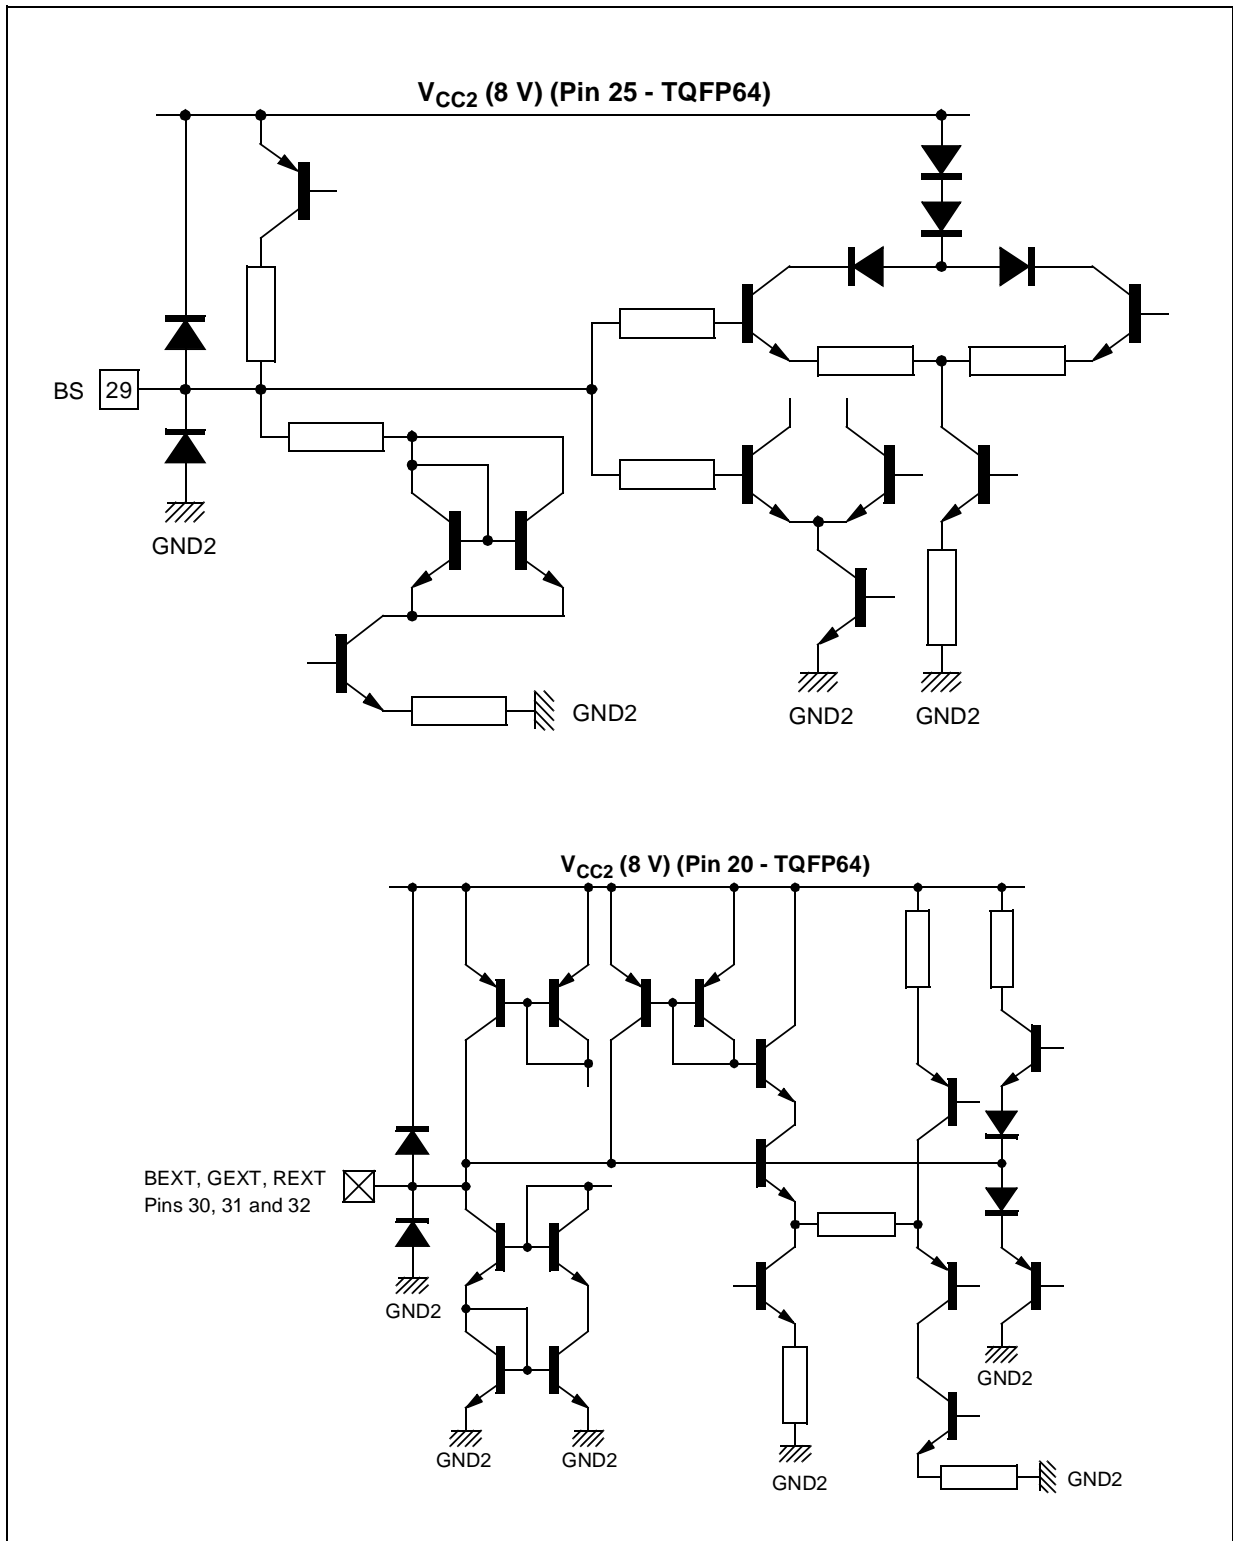 VCC2 (8 V) (Pin 25 - TQFP64)
BS 29
GND2
GND2
GND2 GND2
VCC2 (8 V) (Pin 20 - TQFP64)
BEXT, GEXT, REXT
Pins 30, 31 and 32
GND2
GND2
GND2 GND2
GND2
GND2